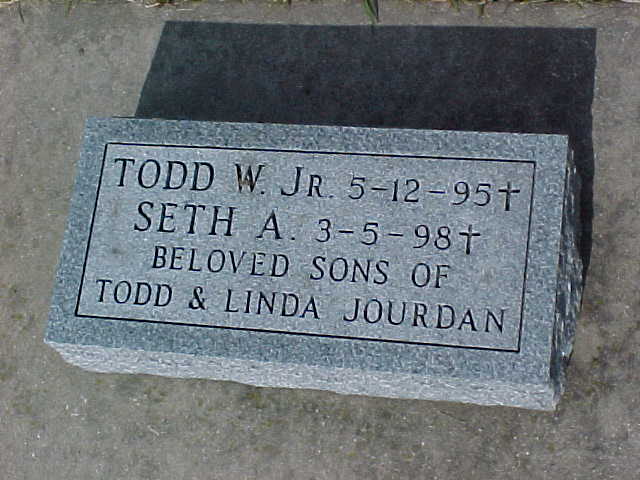 TODD W. JR. 5-12-95†
SETH A. 3-5-98†
BELOVED SONS OF
TODD & LINDA JOURDAN